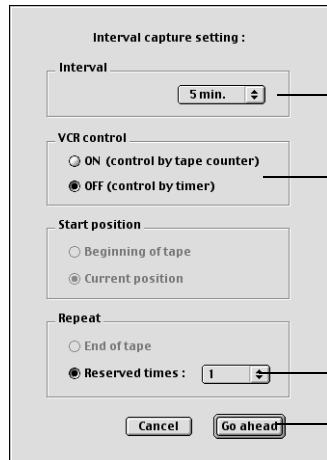 Interval capture setting :
Interval
5 min.
VCR control
ON (control by tape counter)
OFF (control by timer)
Start position
Beginning of tape
Current position
Repeat
End of tape
Reserved times : 1
Cancel Go ahead